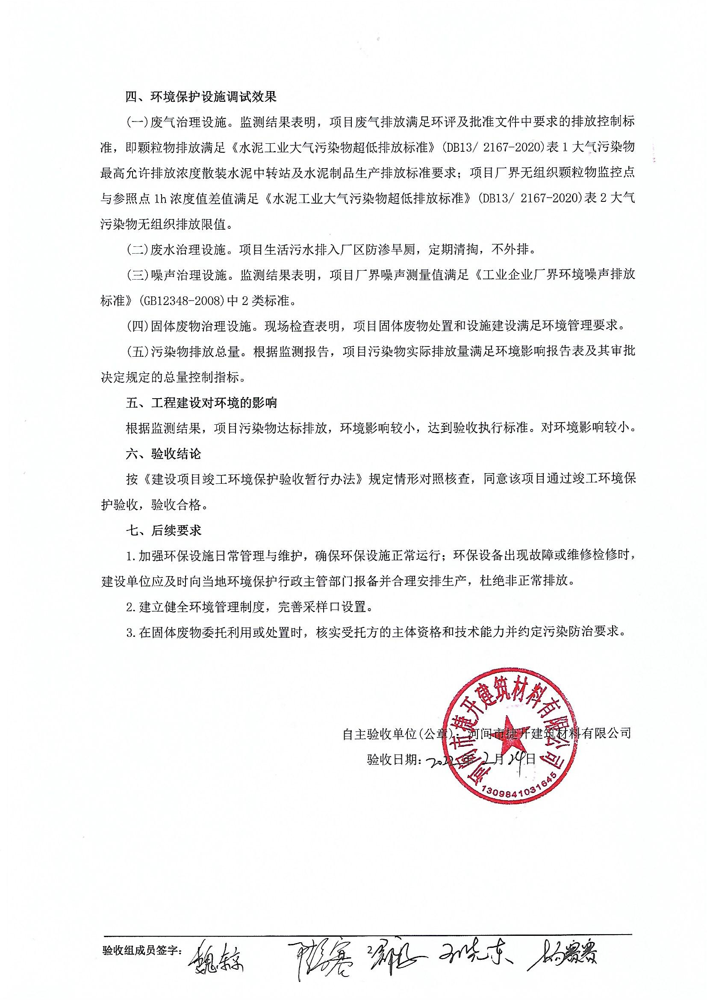 四、环境保护设施调试效果
(一)废气治理设施。监测结果表明，项目废气排放满足环评及批准文件中要求的排放控制标
准，即颗粒物排放满足《水泥工业大气污染物超低排放标准》(DB13/ 2167-2020)表 1 大气污染物
最高允许排放浓度散装水泥中转站及水泥制品生产排放标准要求；项目厂界无组织颗粒物监控点
与参照点 1h 浓度值差值满足《水泥工业大气污染物超低排放标准》(DB13/ 2167-2020)表 2 大气
污染物无组织排放限值。
(二)废水治理设施。项目生活污水排入厂区防渗旱厕，定期清掏，不外排。
(三)噪声治理设施。监测结果表明，项目厂界噪声测量值满足《工业企业厂界环境噪声排放
标准》(GB12348-2008)中 2 类标准。
(四)固体废物治理设施。现场检查表明，项目固体废物处置和设施建设满足环境管理要求。
(五)污染物排放总量。根据监测报告，项目污染物实际排放量满足环境影响报告表及其审批
决定规定的总量控制指标。
五、工程建设对环境的影响
根据监测结果，项目污染物达标排放，环境影响较小，达到验收执行标准。对环境影响较小。
六、验收结论
按《建设项目竣工环境保护验收暂行办法》规定情形对照核查，同意该项目通过竣工环境保
护验收，验收合格。
七、后续要求
1.加强环保设施日常管理与维护，确保环保设施正常运行；环保设备出现故障或维修检修时，
建设单位应及时向当地环境保护行政主管部门报备并合理安排生产，杜绝非正常排放。
2.建立健全环境管理制度，完善采样口设置。
3.在固体废物委托利用或处置时，核实受托方的主体资格和技术能力并约定污染防治要求。
河间市捷开建筑材料有限公司
自主验收单位(公章)：河间市捷开建筑材料有限公司
验收日期：2022年2月24日
1309841031645
验收组成员签字：